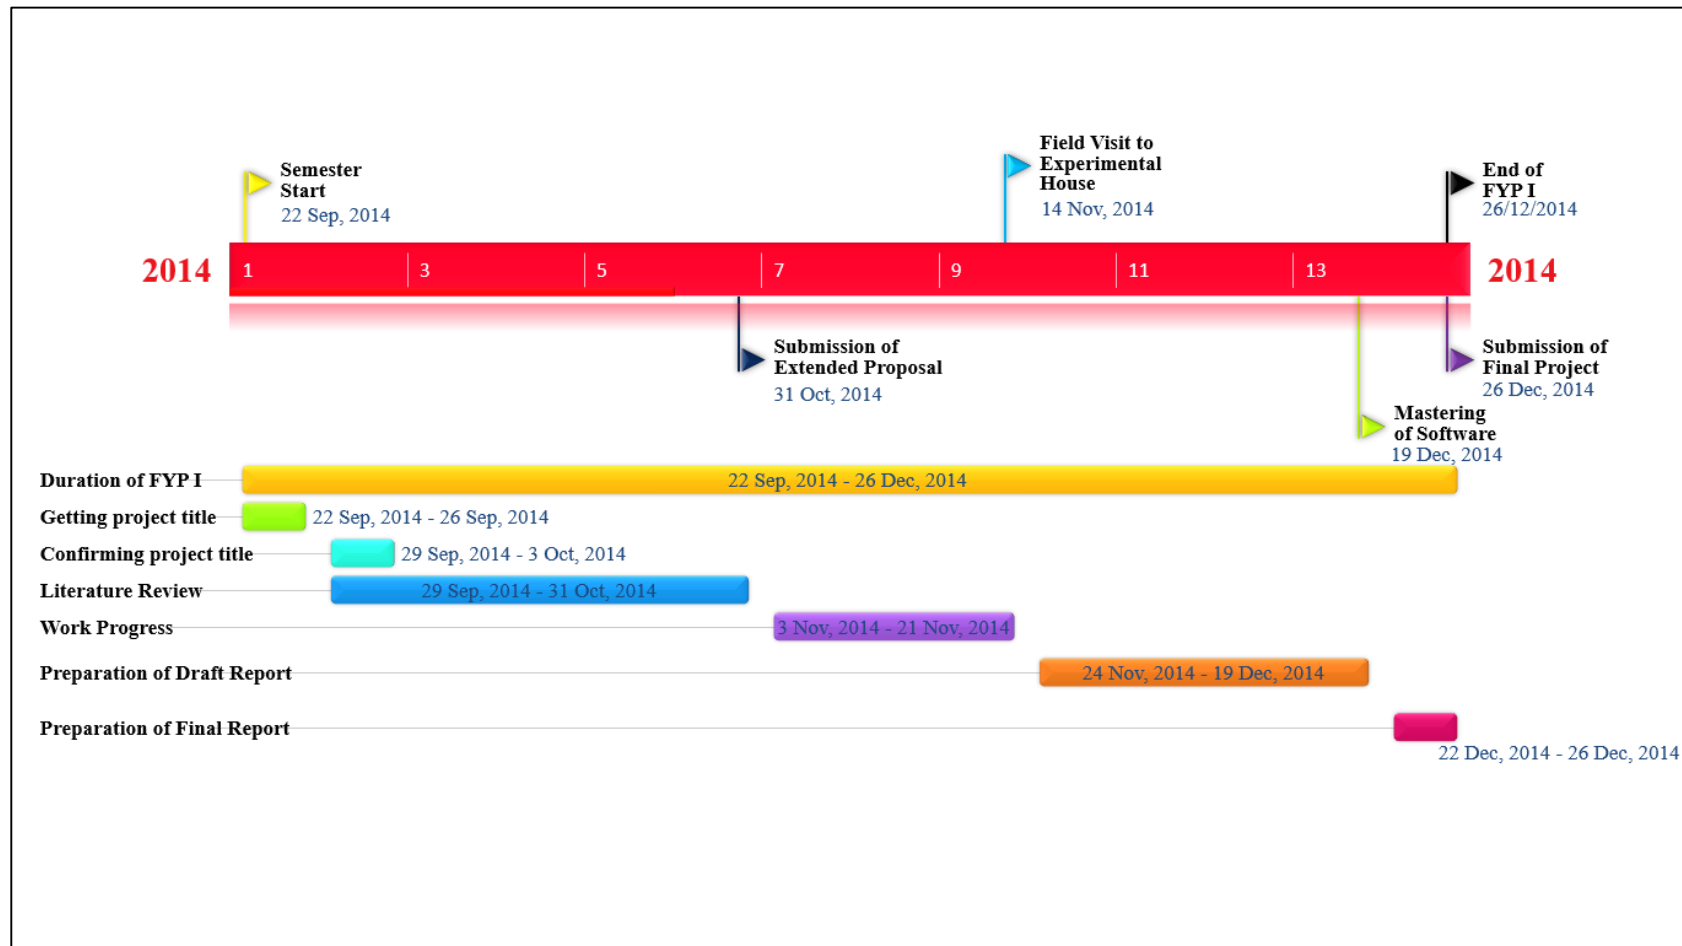 Semester
Start
22 Sep, 2014
Field Visit to
Experimental
House
14 Nov, 2014
End of
FYP I
26/12/2014
2014 1 3 5 7 9 11 13 2014
Submission of
Extended Proposal
31 Oct, 2014
Submission of
Final Project
26 Dec, 2014
Mastering
of Software
19 Dec, 2014
Duration of FYP I 22 Sep, 2014 - 26 Dec, 2014
Getting project title 22 Sep, 2014 - 26 Sep, 2014
Confirming project title 29 Sep, 2014 - 3 Oct, 2014
Literature Review 29 Sep, 2014 - 31 Oct, 2014
Work Progress 3 Nov, 2014 - 21 Nov, 2014
Preparation of Draft Report 24 Nov, 2014 - 19 Dec, 2014
Preparation of Final Report
22 Dec, 2014 - 26 Dec, 2014